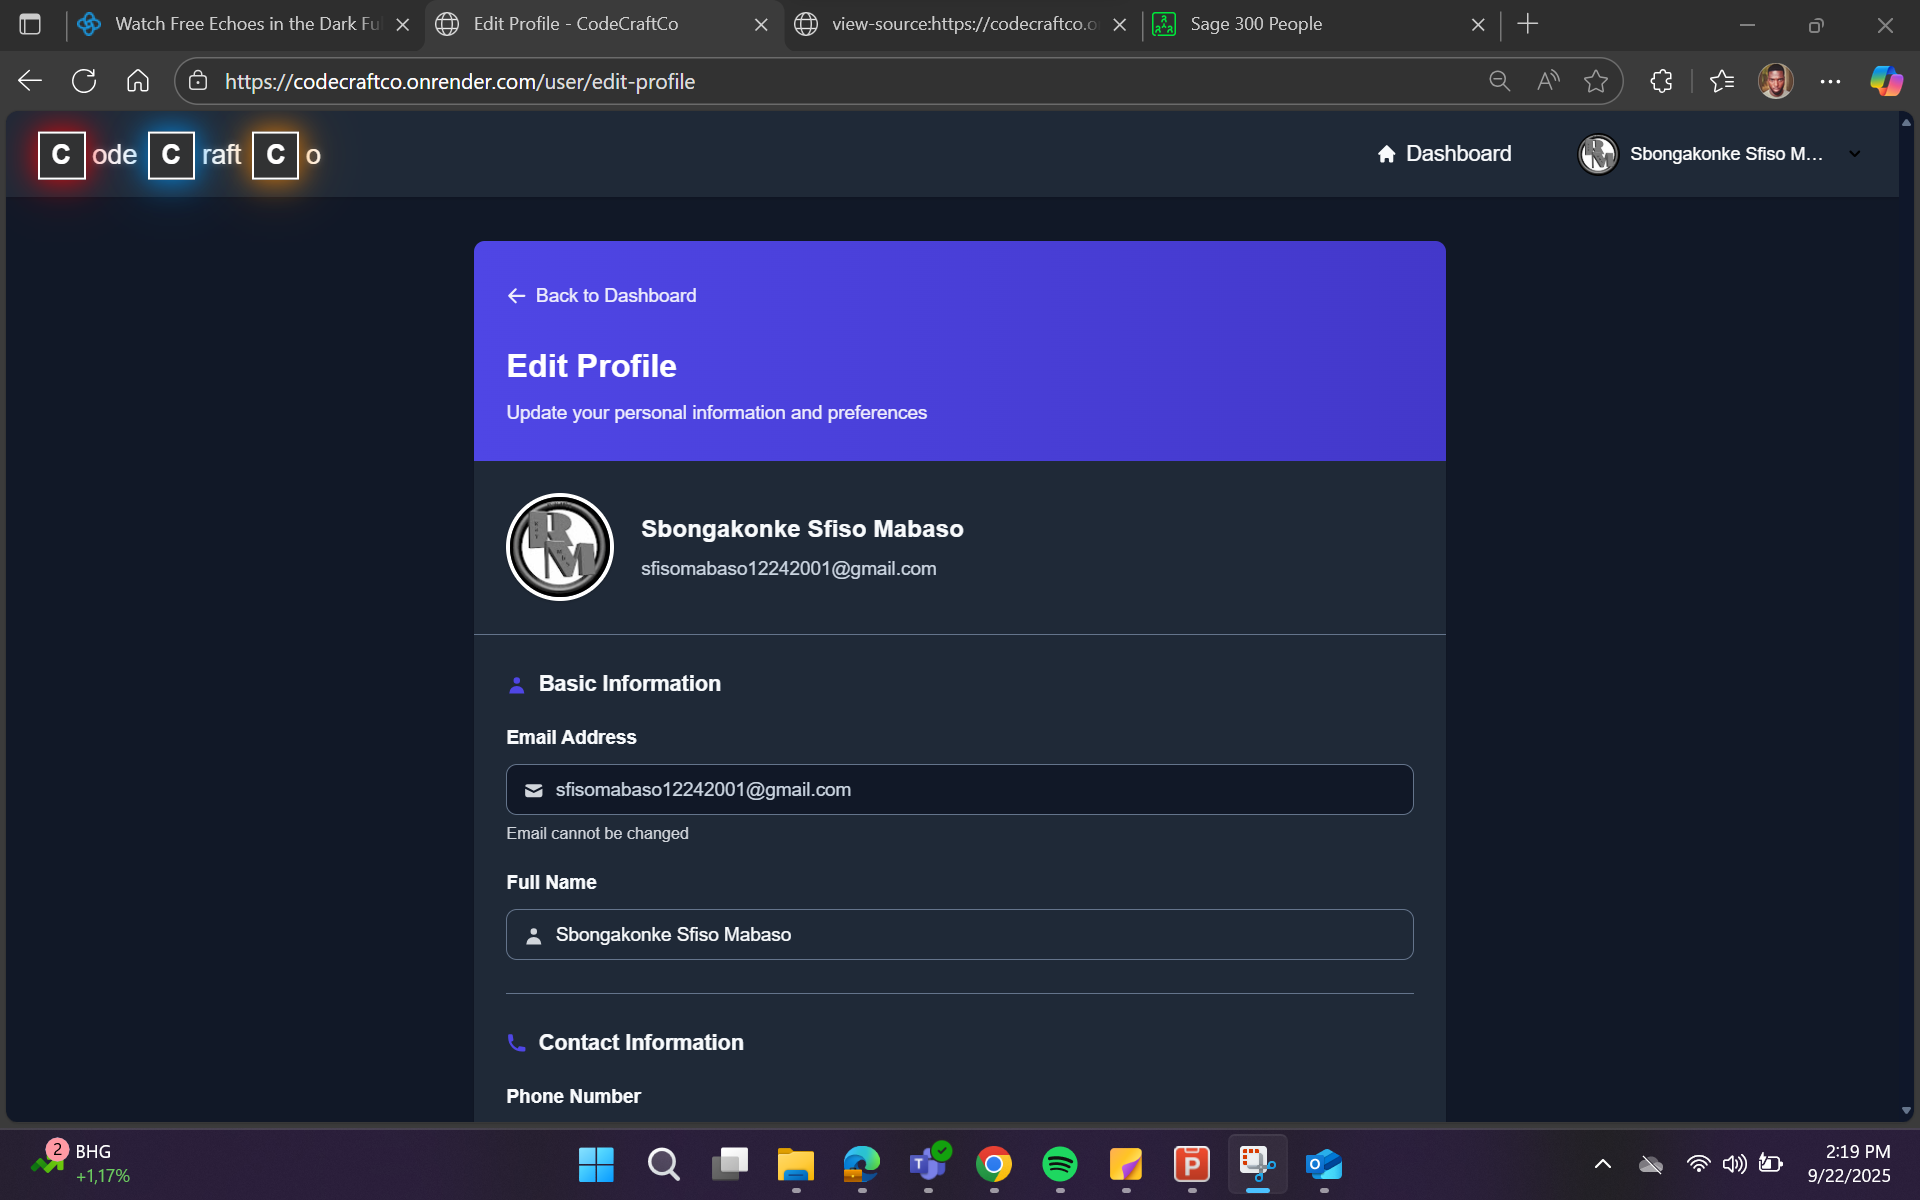 Watch Free Echoes in the Dark Fu
Edit Profile - CodeCraftCo
view-source:https://codecraftco.o
Sage 300 People
https://codecraftco.onrender.com/user/edit-profile
C ode C raft C o
Dashboard
Sbongakonke Sfiso M...
Back to Dashboard
Edit Profile
Update your personal information and preferences
Sbongakonke Sfiso Mabaso
sfisomabaso12242001@gmail.com
Basic Information
Email Address
sfisomabaso12242001@gmail.com
Email cannot be changed
Full Name
Sbongakonke Sfiso Mabaso
Contact Information
Phone Number
2
BHG
+1,17%
2:19 PM
9/22/2025